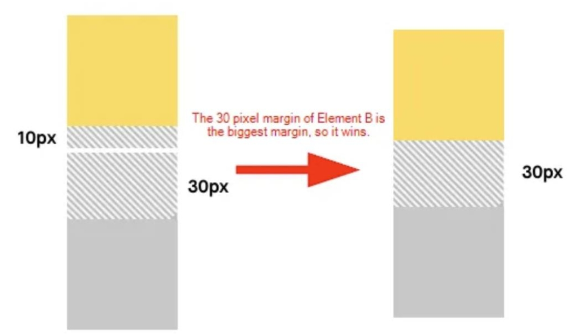 The 30 pixel margin of Element B is
the biggest margin, so it wins.
10px
30px
30px